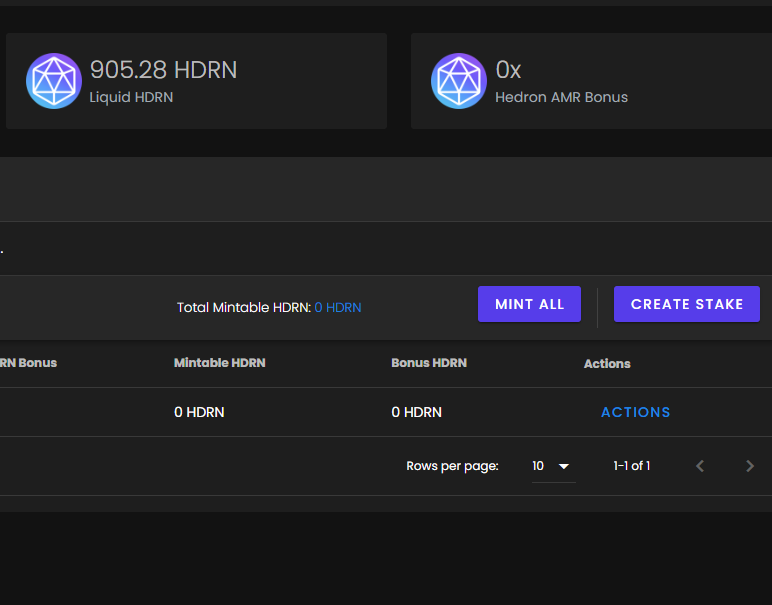 905.28 HDRN
Liquid HDRN
0x
Hedron AMR Bonus
.
Total Mintable HDRN: 0 HDRN
MINT ALL
CREATE STAKE
RN Bonus
Mintable HDRN
Bonus HDRN
Actions
0 HDRN
0 HDRN
ACTIONS
Rows per page:
10
1-1 of 1